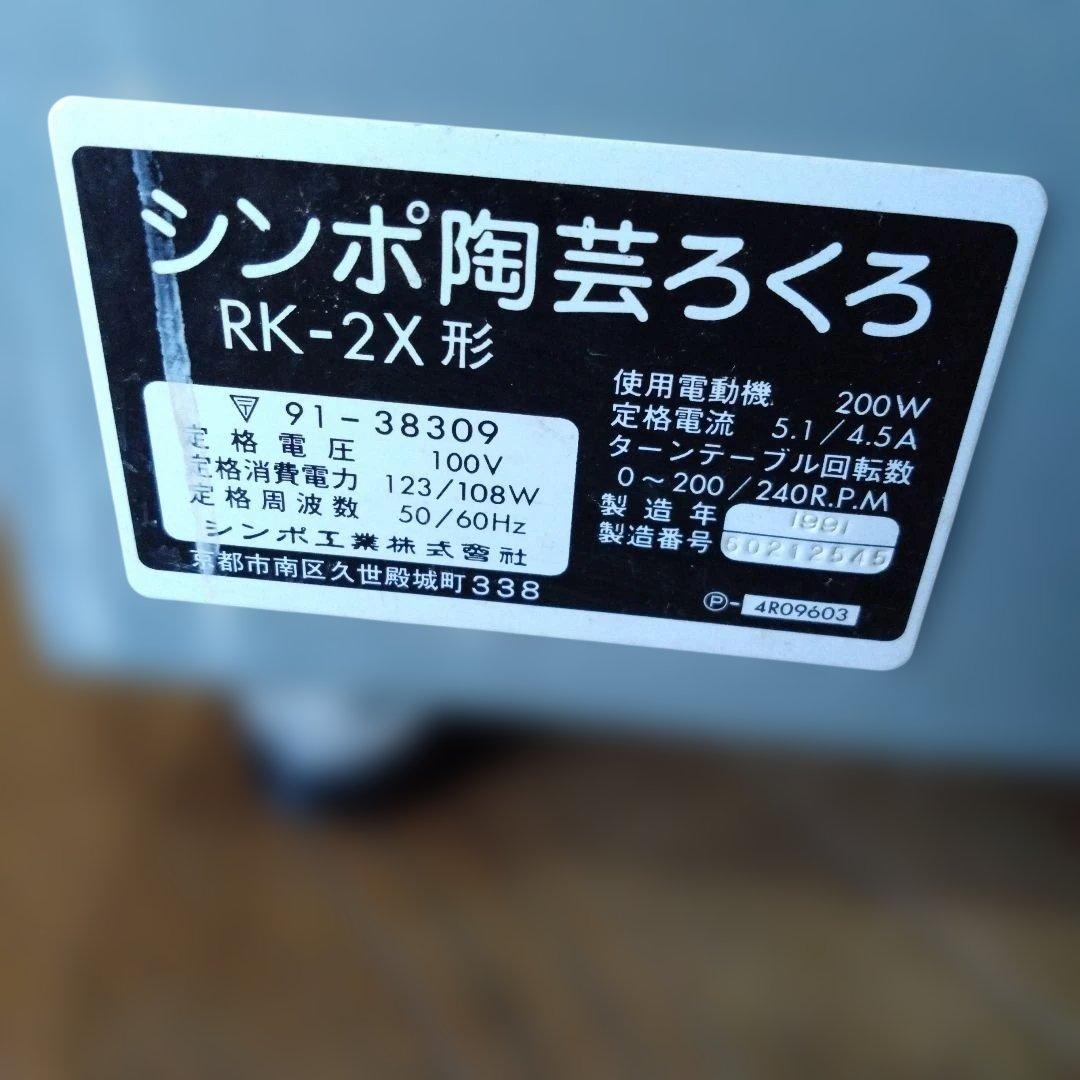 シンポ陶芸ろくろ
RK-2X形
〒 91-38309
定格電圧 100V
定格消費電力 123/108W
定格周波数 50/60Hz
シンポ工業株式會社
京都市南区久世殿城町338
使用電動機 200W
定格電流 5.1/4.5A
ターンテーブル回転数
0~200/240R.P.M
製造年 1991
製造番号 60212545
Ⓟ-4R09603